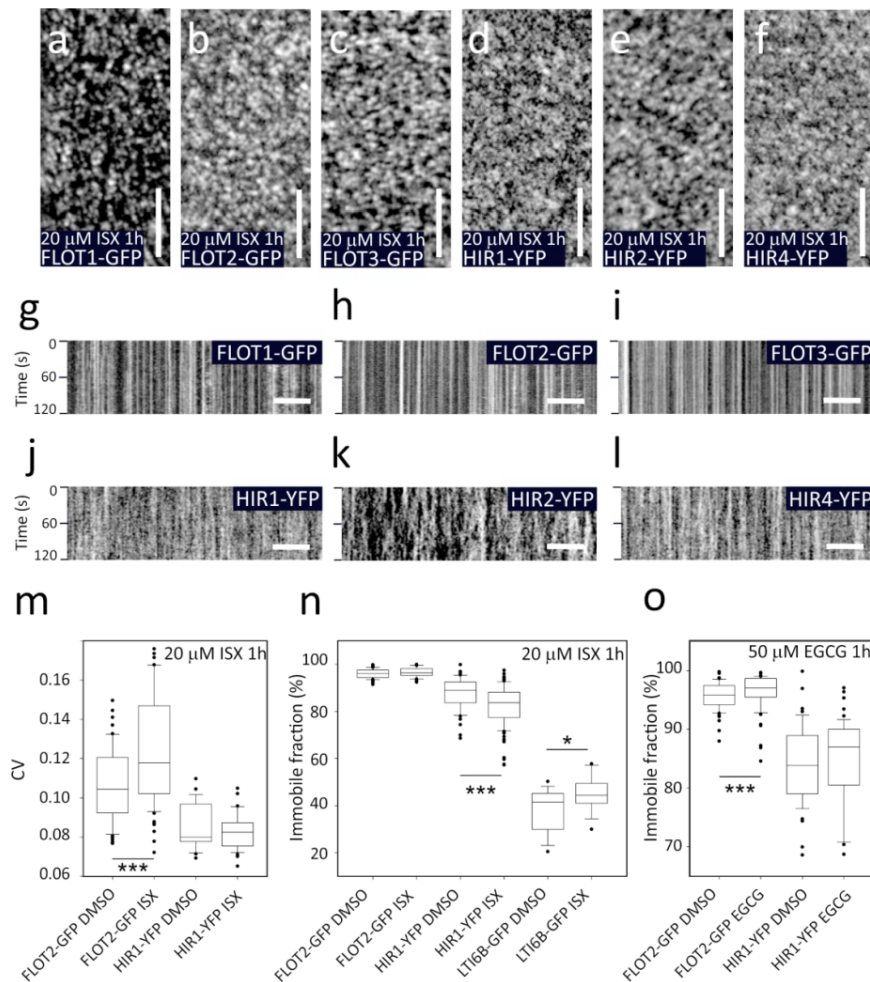 a b c d e f
20 μM ISX 1h 20 μM ISX 1h 20 μM ISX 1h 20 μM ISX 1h 20 μM ISX 1h 20 μM ISX 1h
FLOT1-GFP FLOT2-GFP FLOT3-GFP HIR1-YFP HIR2-YFP HIR4-YFP
g h i
Time (s)
0
60
120
FLOT1-GFP FLOT2-GFP FLOT3-GFP
j k l
Time (s)
0
60
120
HIR1-YFP HIR2-YFP HIR4-YFP
m
20 μM ISX 1h
CV
0.16
0.14
0.12
0.10
0.08
0.06
***
FLOT2-GFP DMSO
FLOT2-GFP ISX
HIR1-YFP DMSO
HIR1-YFP ISX
n
20 μM ISX 1h
Immobile fraction (%)
100
80
60
40
20
***
*
FLOT2-GFP DMSO
FLOT2-GFP ISX
HIR1-YFP DMSO
HIR1-YFP ISX
LTI6B-GFP DMSO
LTI6B-GFP ISX
o
50 μM EGCG 1h
Immobile fraction (%)
100
90
80
70
***
FLOT2-GFP DMSO
FLOT2-GFP EGCG
HIR1-YFP DMSO
HIR1-YFP EGCG